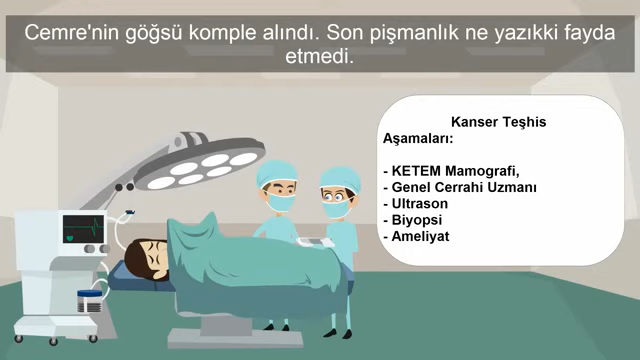 Cemre'nin göğsü komple alındı. Son pişmanlık ne yazıkki fayda
etmedi.
Kanser Teşhis
Aşamaları:
- KETEM Mamografi,
- Genel Cerrahi Uzmanı
- Ultrason
- Biyopsi
- Ameliyat